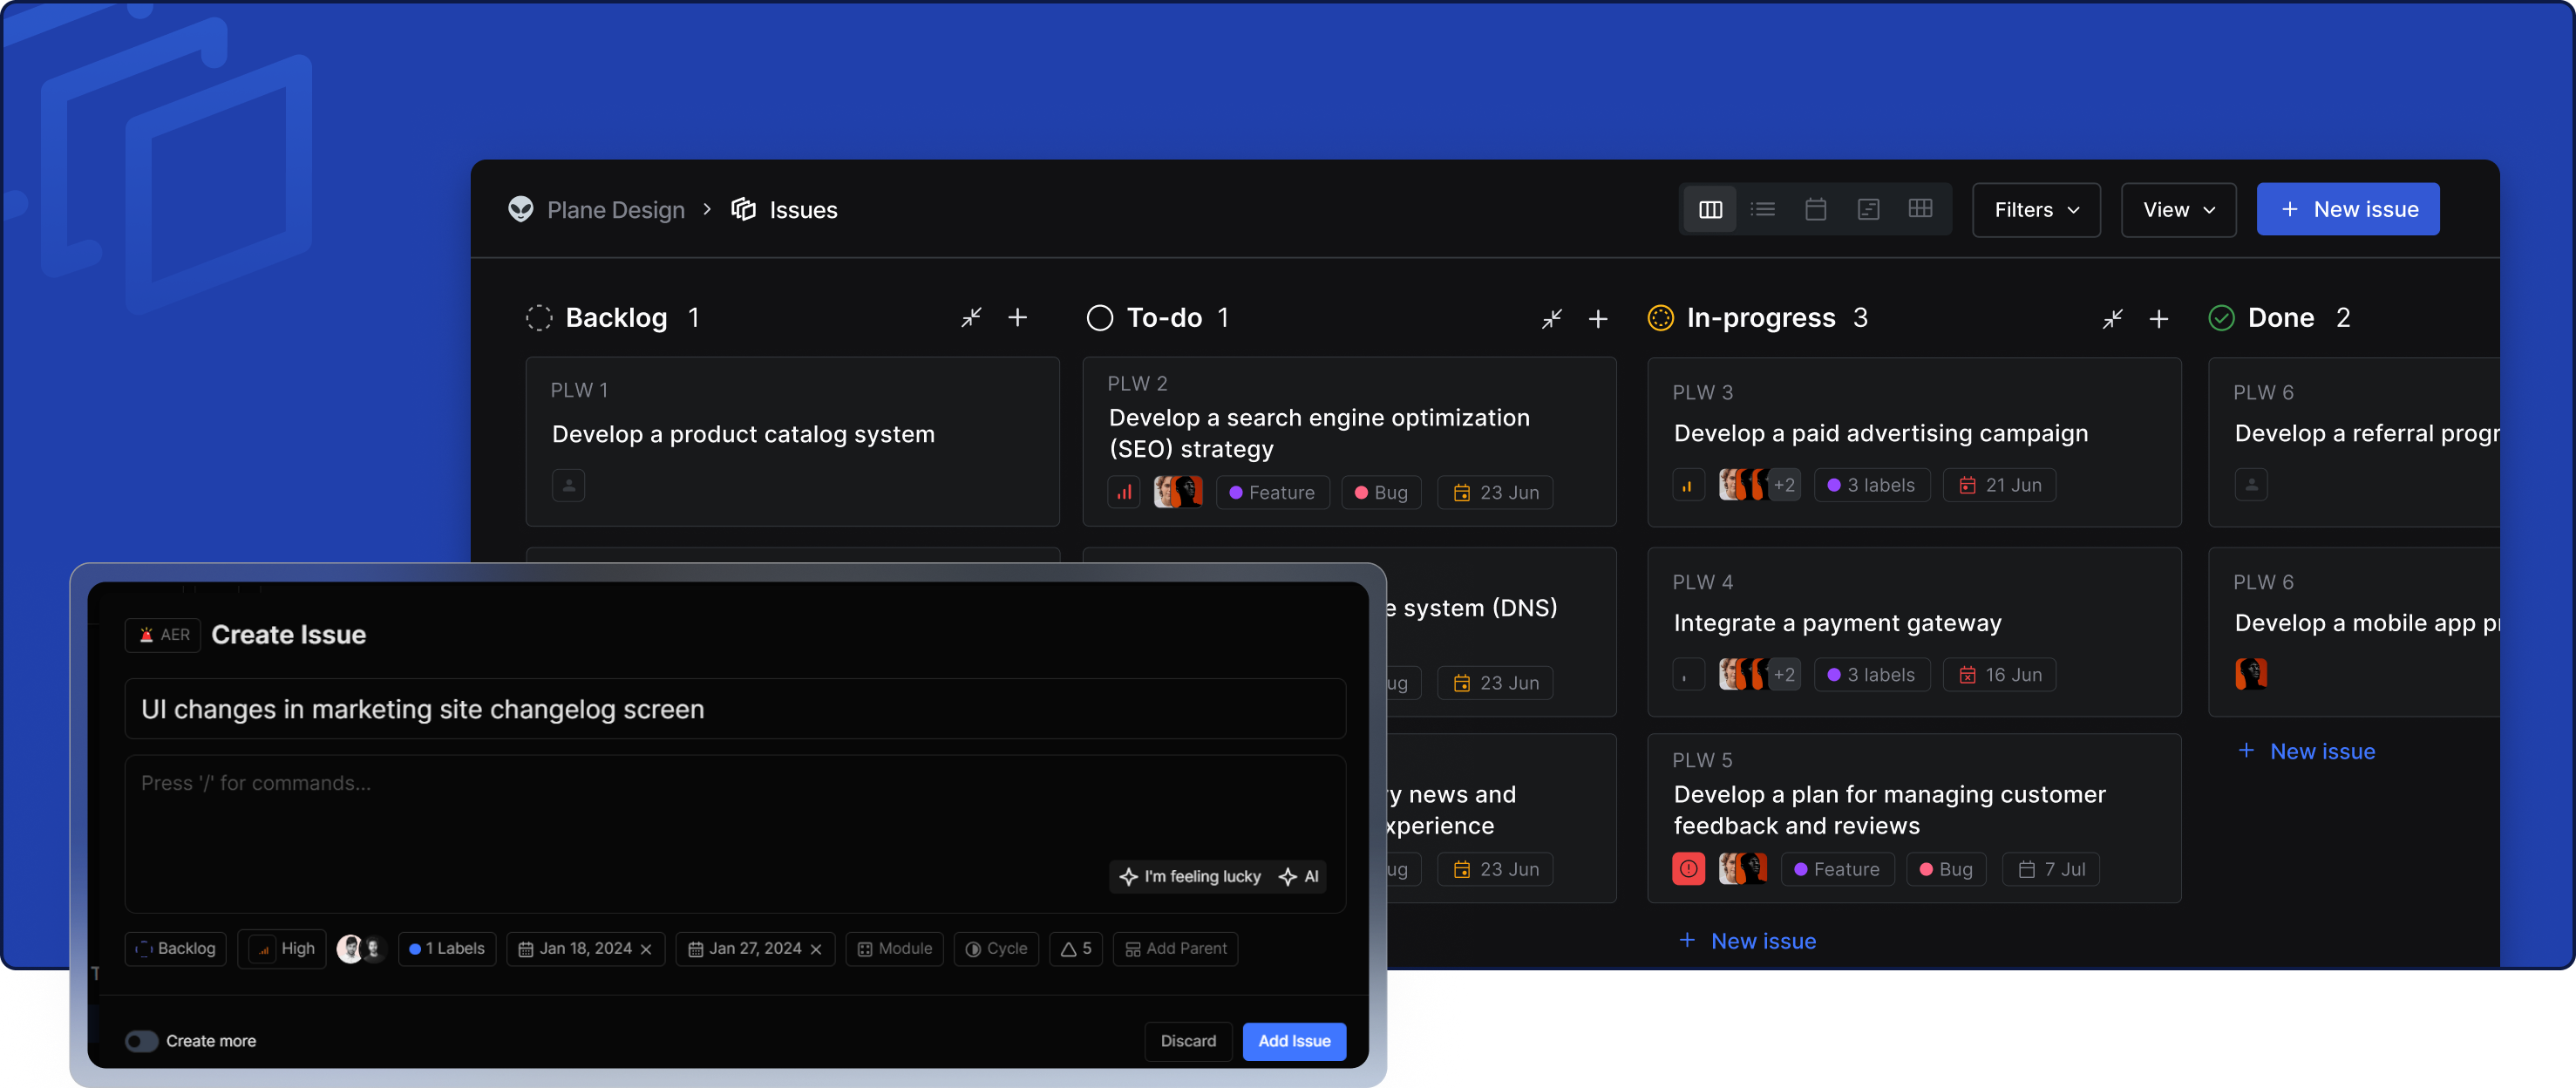 Plane Design > Issues
Filters
View
+ New issue
Backlog 1
To-do 1
In-progress 3
Done 2
PLW 1
Develop a product catalog system
PLW 2
Develop a search engine optimization
(SEO) strategy
Feature
Bug
23 Jun
PLW 3
Develop a paid advertising campaign
+2
3 labels
21 Jun
PLW 6
Develop a referral progr
e system (DNS)
ug
23 Jun
PLW 4
Integrate a payment gateway
+2
3 labels
16 Jun
PLW 6
Develop a mobile app p
+ New issue
y news and
xperience
ug
23 Jun
PLW 5
Develop a plan for managing customer
feedback and reviews
Feature
Bug
7 Jul
+ New issue
AER
Create Issue
UI changes in marketing site changelog screen
Press '/' for commands...
I'm feeling lucky
AI
Backlog
High
1 Labels
Jan 18, 2024
Jan 27, 2024
Module
Cycle
5
Add Parent
T
Create more
Discard
Add Issue